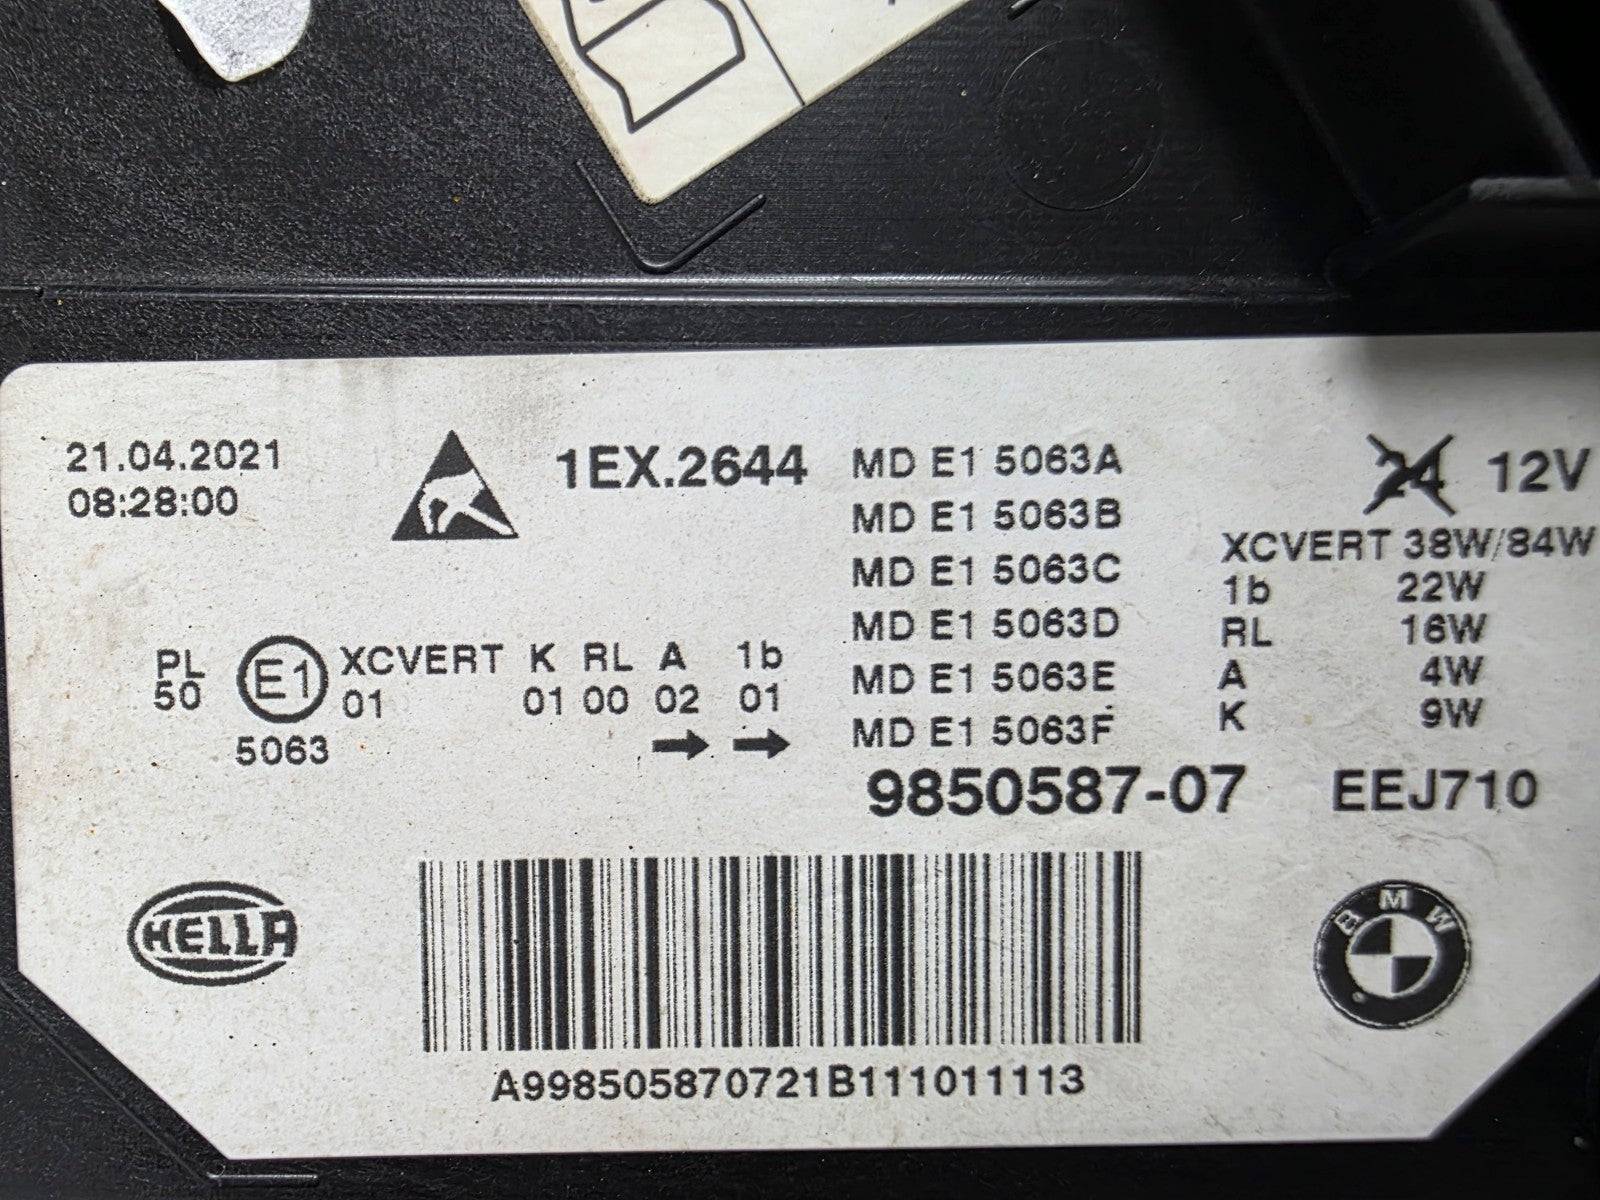 21.04.2021
08:28:00
1EX.2644
MD E1 5063A
MD E1 5063B
MD E1 5063C
MD E1 5063D
MD E1 5063E
MD E1 5063F
24 12V
XCVERT 38W/84W
1b 22W
RL 16W
A 4W
K 9W
PL E1 XCVERT K RL A 1b
50 01 01 00 02 01
5063
9850587-07 EEJ710
HELLA
BMW
A998505870721B111011113